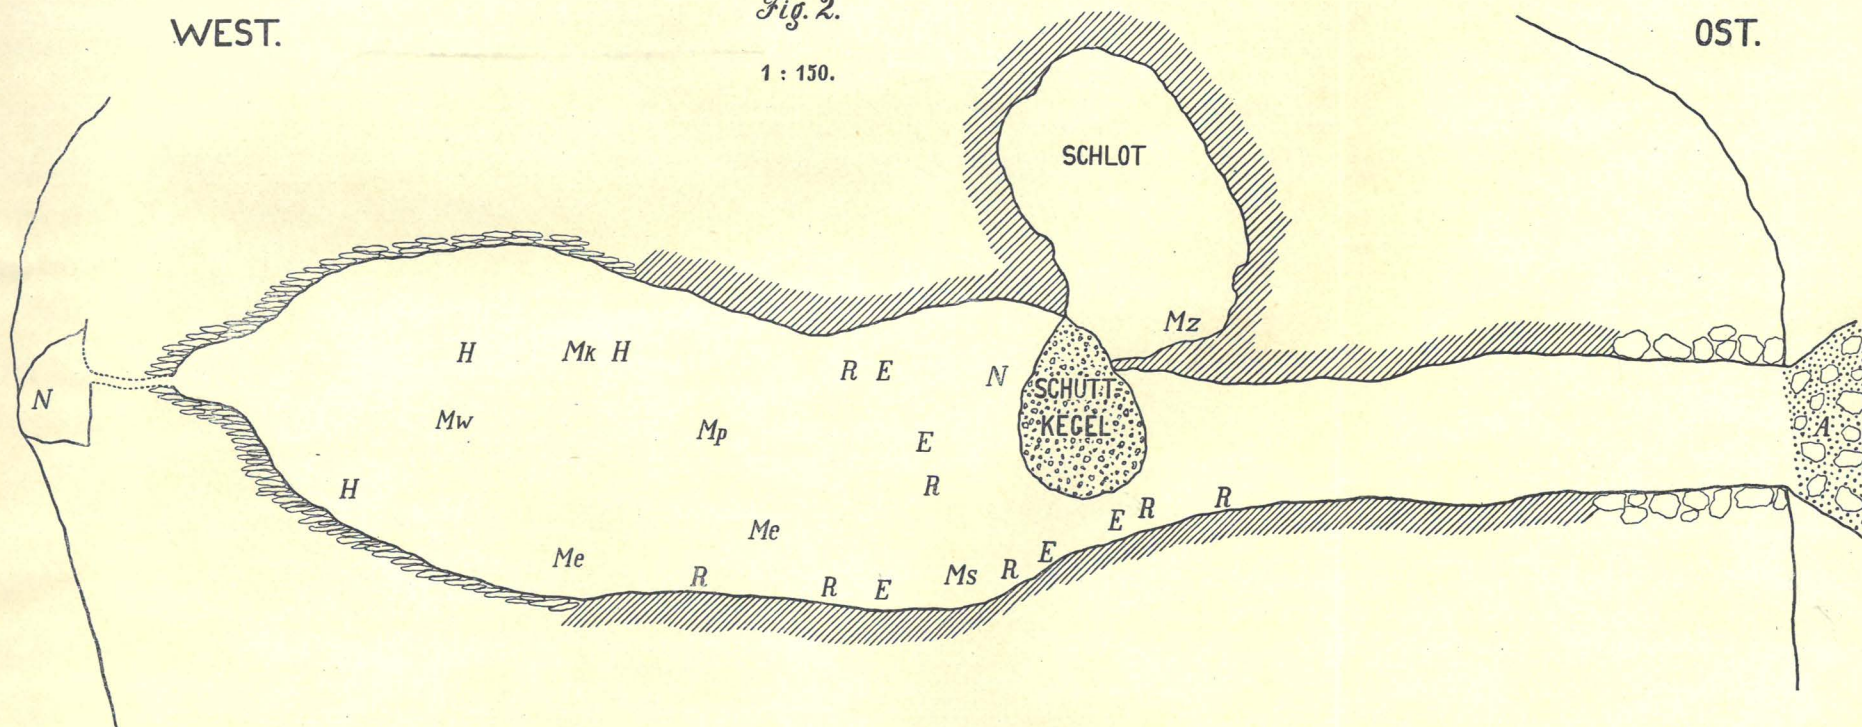 Fig. 2.
WEST.
OST.
1 : 150.
SCHLOT
Mz
H
Mk H
R E
N
SCHUTT-
KEGEL
N
Mw
Mp
E
A
H
R
R
R
E
Me
Me
E
Ms
R
R
R
E